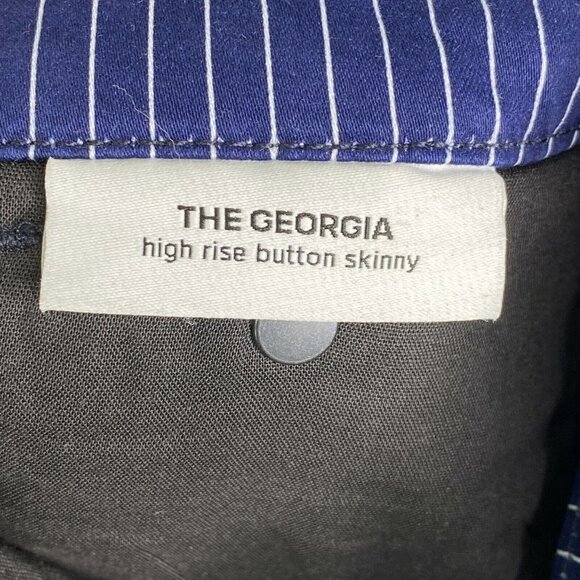 THE GEORGIA
high rise button skinny